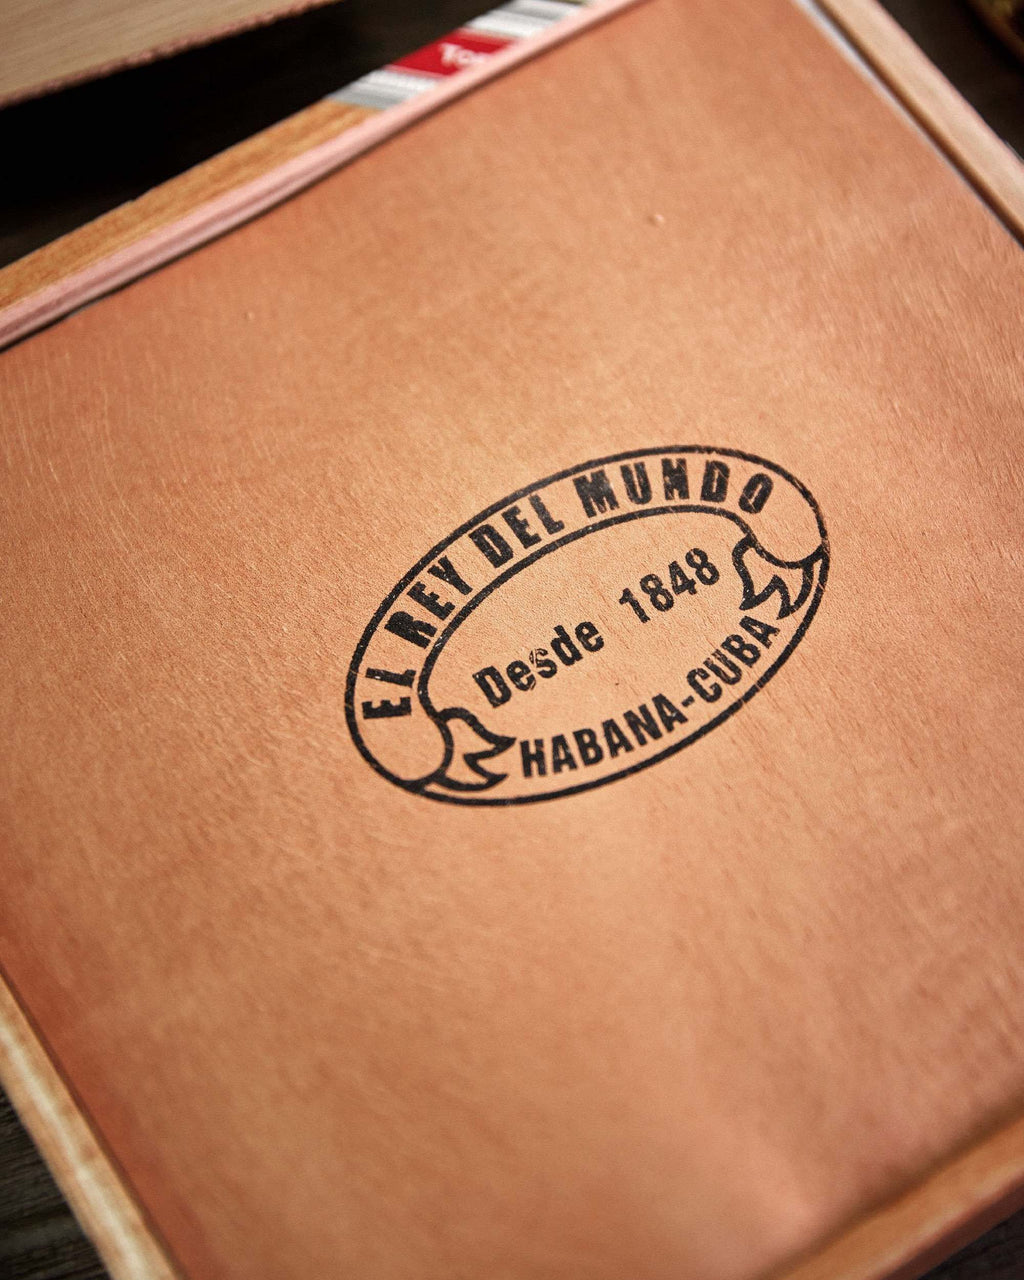 EL REY DEL MUNDO
Desde 1848
HABANA-CUBA